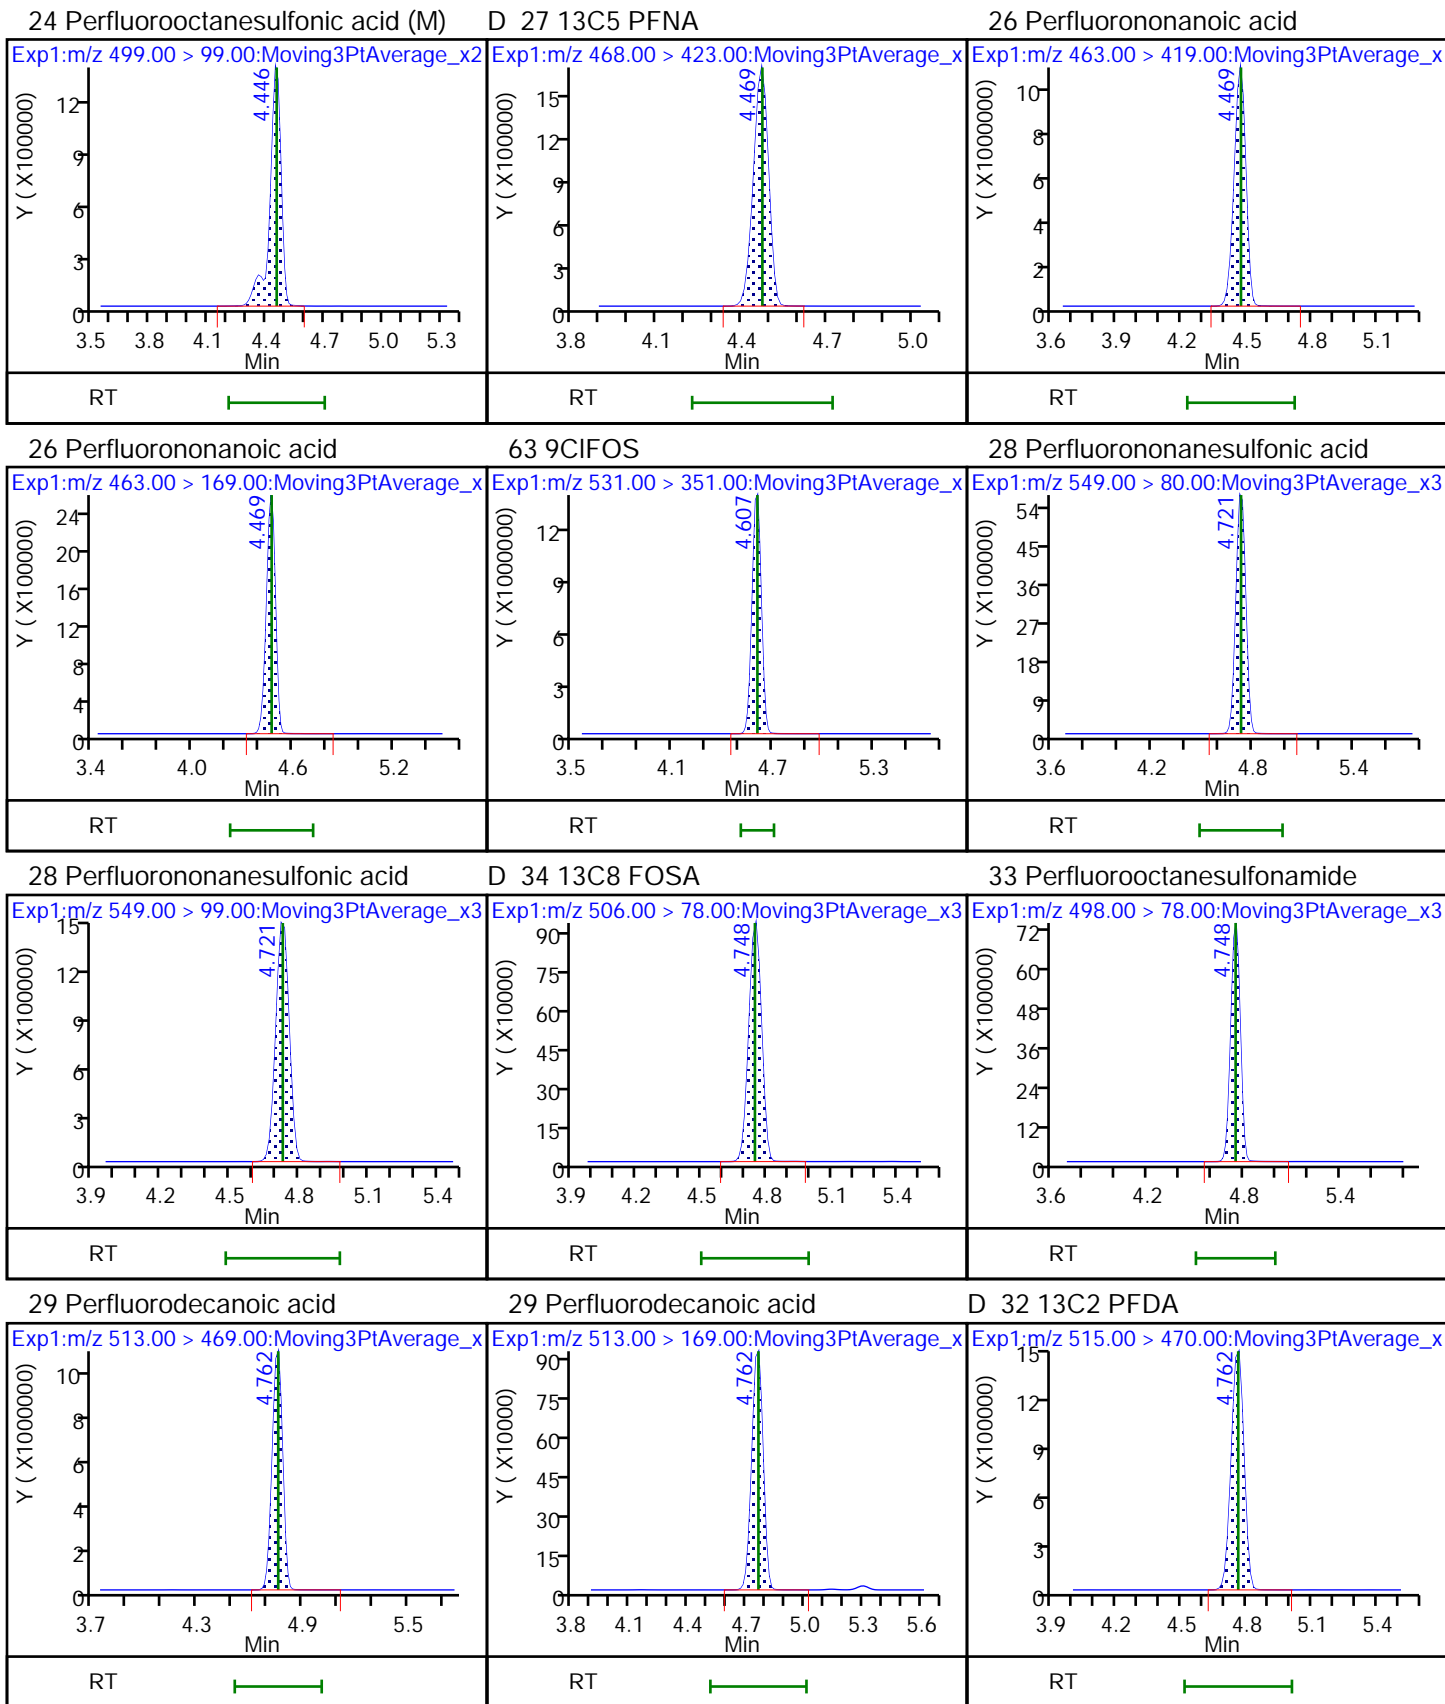 24 Perfluorooctanesulfonic acid (M)
Exp1:m/z 499.00 > 99.00:Moving3PtAverage_x2
Y ( X100000)
12
9
6
3
0
4.446
3.5 3.8 4.1 4.4 4.7 5.0 5.3
Min
RT
D 27 13C5 PFNA
Exp1:m/z 468.00 > 423.00:Moving3PtAverage_x
Y ( X100000)
15
12
9
6
3
0
4.469
3.8 4.1 4.4 4.7 5.0
Min
RT
26 Perfluorononanoic acid
Exp1:m/z 463.00 > 419.00:Moving3PtAverage_x
Y ( X1000000)
10
8
6
4
2
0
4.469
3.6 3.9 4.2 4.5 4.8 5.1
Min
RT
26 Perfluorononanoic acid
Exp1:m/z 463.00 > 169.00:Moving3PtAverage_x
Y ( X100000)
24
20
16
12
8
4
0
4.469
3.4 4.0 4.6 5.2
Min
RT
63 9ClFOS
Exp1:m/z 531.00 > 351.00:Moving3PtAverage_x
Y ( X1000000)
12
9
6
3
0
4.607
3.5 4.1 4.7 5.3
Min
RT
28 Perfluorononanesulfonic acid
Exp1:m/z 549.00 > 80.00:Moving3PtAverage_x3
Y ( X100000)
54
45
36
27
18
9
0
4.721
3.6 4.2 4.8 5.4
Min
RT
28 Perfluorononanesulfonic acid
Exp1:m/z 549.00 > 99.00:Moving3PtAverage_x3
Y ( X100000)
15
12
9
6
3
0
4.721
3.9 4.2 4.5 4.8 5.1 5.4
Min
RT
D 34 13C8 FOSA
Exp1:m/z 506.00 > 78.00:Moving3PtAverage_x3
Y ( X10000)
90
75
60
45
30
15
0
4.748
3.9 4.2 4.5 4.8 5.1 5.4
Min
RT
33 Perfluorooctanesulfonamide
Exp1:m/z 498.00 > 78.00:Moving3PtAverage_x3
Y ( X100000)
72
60
48
36
24
12
0
4.748
3.6 4.2 4.8 5.4
Min
RT
29 Perfluorodecanoic acid
Exp1:m/z 513.00 > 469.00:Moving3PtAverage_x
Y ( X1000000)
10
8
6
4
2
0
4.762
3.7 4.3 4.9 5.5
Min
RT
29 Perfluorodecanoic acid
Exp1:m/z 513.00 > 169.00:Moving3PtAverage_x
Y ( X10000)
90
75
60
45
30
15
0
4.762
3.8 4.1 4.4 4.7 5.0 5.3 5.6
Min
RT
D 32 13C2 PFDA
Exp1:m/z 515.00 > 470.00:Moving3PtAverage_x
Y ( X100000)
15
12
9
6
3
0
4.762
3.9 4.2 4.5 4.8 5.1 5.4
Min
RT